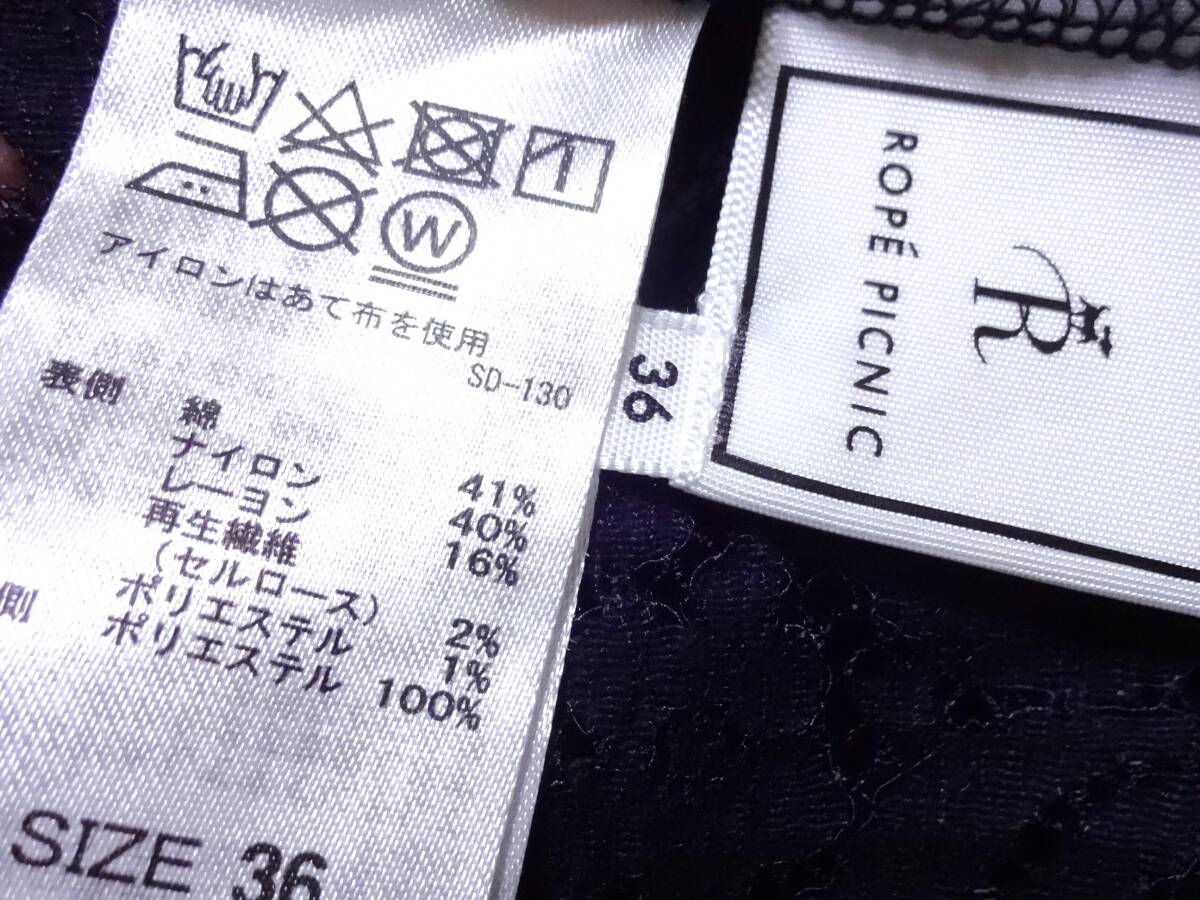 W
アイロンはあて布を使用
SD-130
表側 綿 41%
ナイロン 40%
レーヨン 16%
再生繊維
(セルロース) 2%
ポリエステル 1%
側 ポリエステル 100%
SIZE 36
36
ROPÉ PICNIC
R